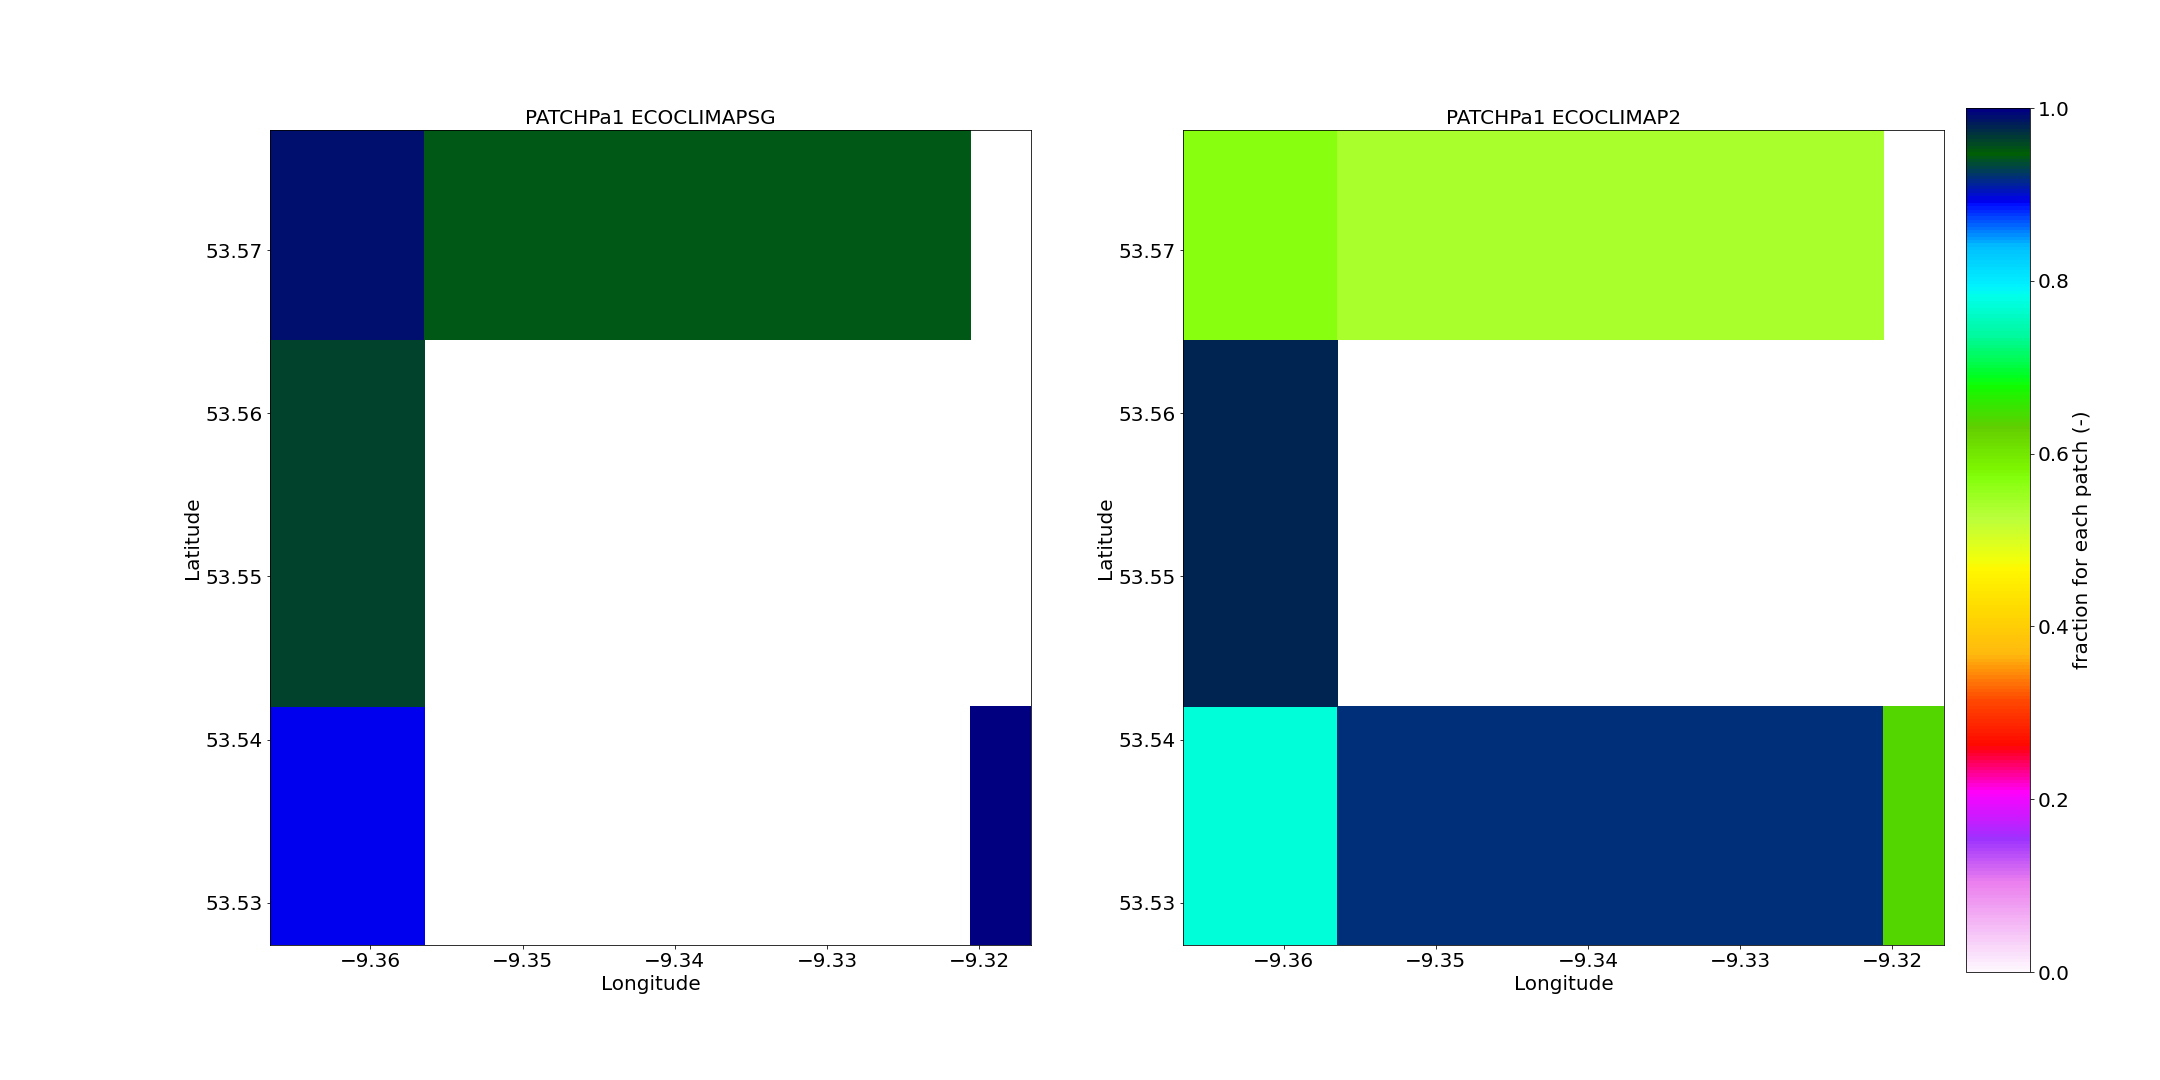 PATCHPa1 ECOCLIMAPSG
53.57
53.56
53.55
53.54
53.53
Latitude
−9.36 −9.35 −9.34 −9.33 −9.32
Longitude
PATCHPa1 ECOCLIMAP2
53.57
53.56
53.55
53.54
53.53
Latitude
−9.36 −9.35 −9.34 −9.33 −9.32
Longitude
1.0
0.8
0.6
0.4
0.2
0.0
fraction for each patch (-)